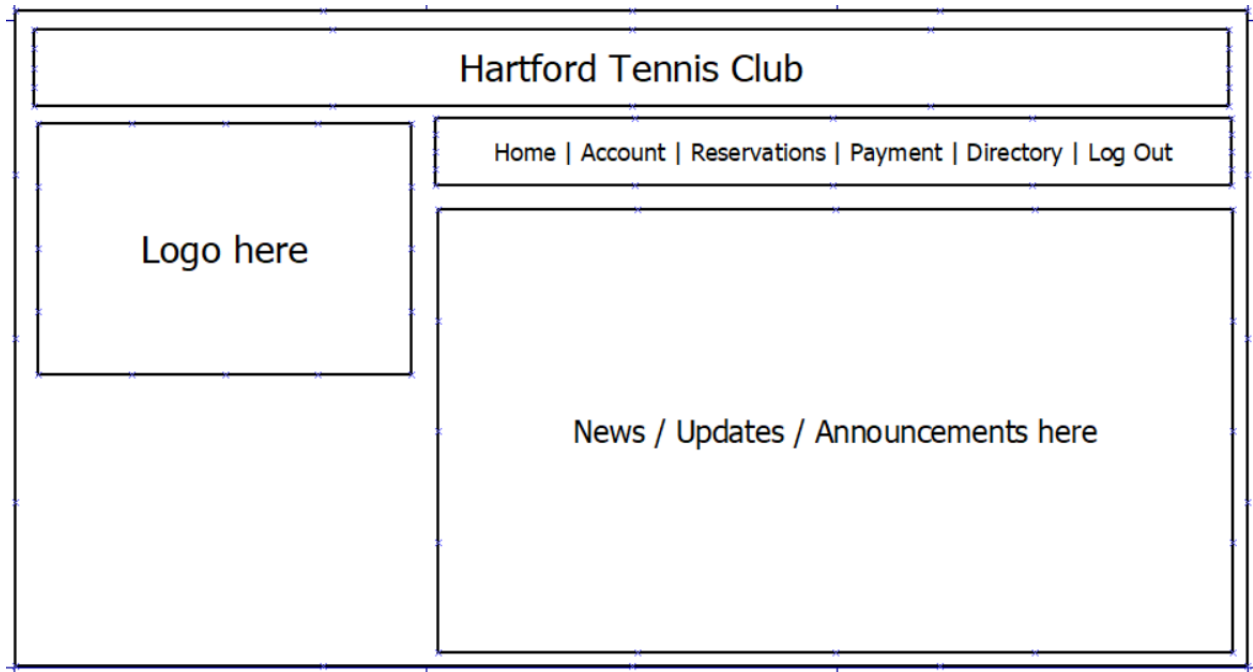 Hartford Tennis Club
Home | Account | Reservations | Payment | Directory | Log Out
Logo here
News / Updates / Announcements here